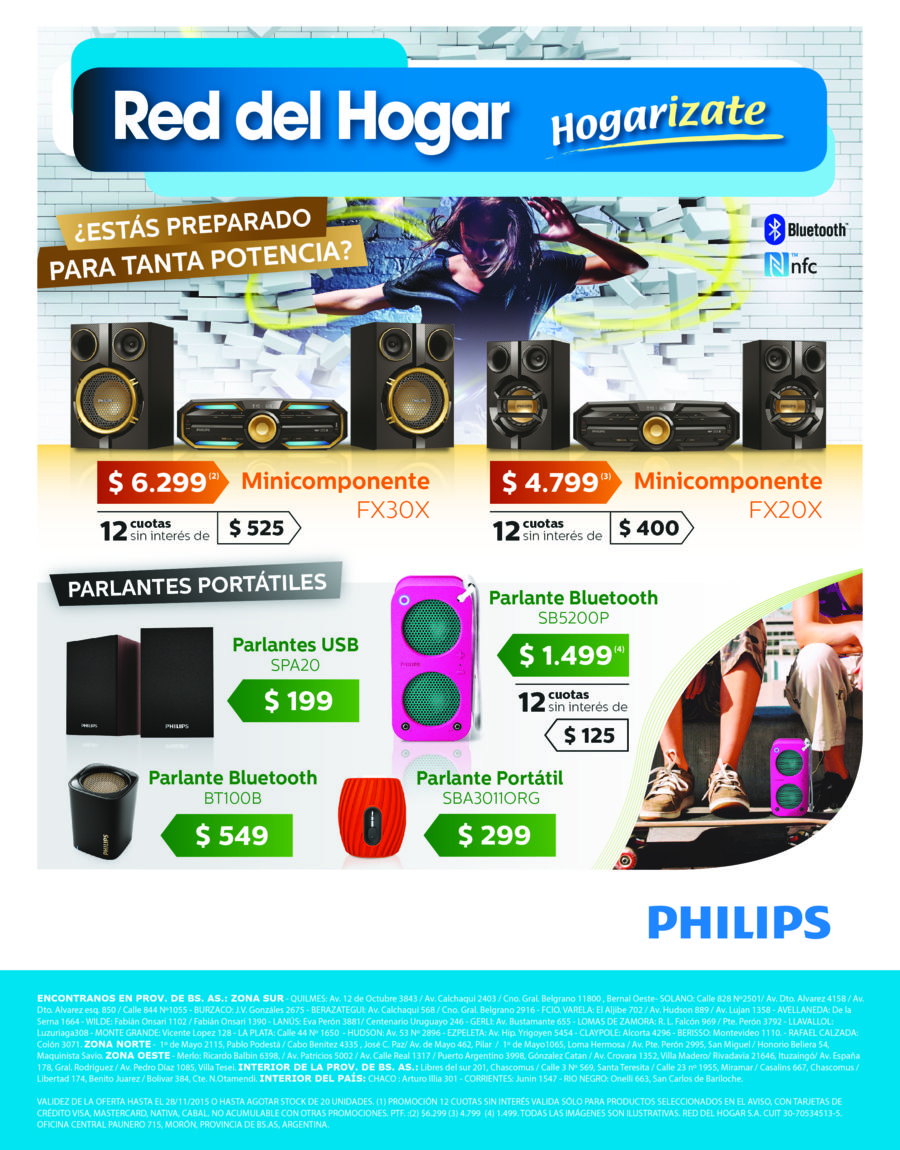 Red del Hogar
Hogarizate
¿ESTÁS PREPARADO
PARA TANTA POTENCIA?
Bluetooth™
nfc
$ 6.299(2)
Minicomponente
FX30X
12 cuotas
sin interés de
$ 525
$ 4.799(3)
Minicomponente
FX20X
12 cuotas
sin interés de
$ 400
PARLANTES PORTÁTILES
Parlantes USB
SPA20
$ 199
PHILIPS
PHILIPS
Parlante Bluetooth
SB5200P
$ 1.499(4)
12 cuotas
sin interés de
$ 125
PHILIPS
Parlante Bluetooth
BT100B
$ 549
PHILIPS
Parlante Portátil
SBA3011ORG
$ 299
PHILIPS
ENCONTRANOS EN PROV. DE BS. AS.: ZONA SUR - QUILMES: Av. 12 de Octubre 3843 / Av. Calchaqui 2403 / Cno. Gral. Belgrano 11800 , Bernal Oeste- SOLANO: Calle 828 Nº2501/ Av. Dto. Alvarez 4158 / Av.
Dto. Alvarez esq. 850 / Calle 844 Nº1055 - BURZACO: J.V. Gonzáles 2675 - BERAZATEGUI: Av. Calchaqui 568 / Cno. Gral. Belgrano 2916 - FCIO. VARELA: El Aljibe 702 / Av. Hudson 889 / Av. Lujan 1358 - AVELLANEDA: De la
Serna 1664 - WILDE: Fabián Onsari 1102 / Fabián Onsari 1390 - LANÚS: Eva Perón 3881/ Centenario Uruguayo 246 - GERLI: Av. Bustamante 655 - LOMAS DE ZAMORA: R. L. Falcón 969 / Pte. Perón 3792 - LLAVALLOL:
Luzuriaga308 - MONTE GRANDE: Vicente Lopez 128 - LA PLATA: Calle 44 Nº 1650 - HUDSON: Av. 53 Nº 2896 - EZPELETA: Av. Hip. Yrigoyen 5454 - CLAYPOLE: Alcorta 4296 - BERISSO: Montevideo 1110. - RAFAEL CALZADA:
Colón 3071. ZONA NORTE - 1º de Mayo 2115, Pablo Podestá / Cabo Benitez 4335 , José C. Paz/ Av. de Mayo 462, Pilar / 1º de Mayo1065, Loma Hermosa / Av. Pte. Perón 2995, San Miguel / Honorio Beliera 54,
Maquinista Savio. ZONA OESTE - Merlo: Ricardo Balbin 6398, / Av. Patricios 5002 / Av. Calle Real 1317 / Puerto Argentino 3998, Gónzalez Catan / Av. Crovara 1352, Villa Madero/ Rivadavia 21646, Ituzaingó/ Av. España
178, Gral. Rodriguez / Av. Pedro Díaz 1085, Villa Tesei. INTERIOR DE LA PROV. DE BS. AS.: Libres del sur 201, Chascomus / Calle 3 Nº 569, Santa Teresita / Calle 23 nº 1955, Miramar / Casalins 667, Chascomus /
Libertad 174, Benito Juarez / Bolivar 384, Cte. N.Otamendi. INTERIOR DEL PAÍS: CHACO : Arturo Illia 301 - CORRIENTES: Junin 1547 - RIO NEGRO: Onelli 663, San Carlos de Bariloche.
VALIDEZ DE LA OFERTA HASTA EL 28/11/2015 O HASTA AGOTAR STOCK DE 20 UNIDADES. (1) PROMOCIÓN 12 CUOTAS SIN INTERÉS VALIDA SÓLO PARA PRODUCTOS SELECCIONADOS EN EL AVISO, CON TARJETAS DE
CRÉDITO VISA, MASTERCARD, NATIVA, CABAL. NO ACUMULABLE CON OTRAS PROMOCIONES. PTF. :(2) $6.299 (3) 4.799 (4) 1.499. TODAS LAS IMÁGENES SON ILUSTRATIVAS. RED DEL HOGAR S.A. CUIT 30-70534513-5.
OFICINA CENTRAL PAUNERO 715, MORÓN, PROVINCIA DE BS.AS, ARGENTINA.